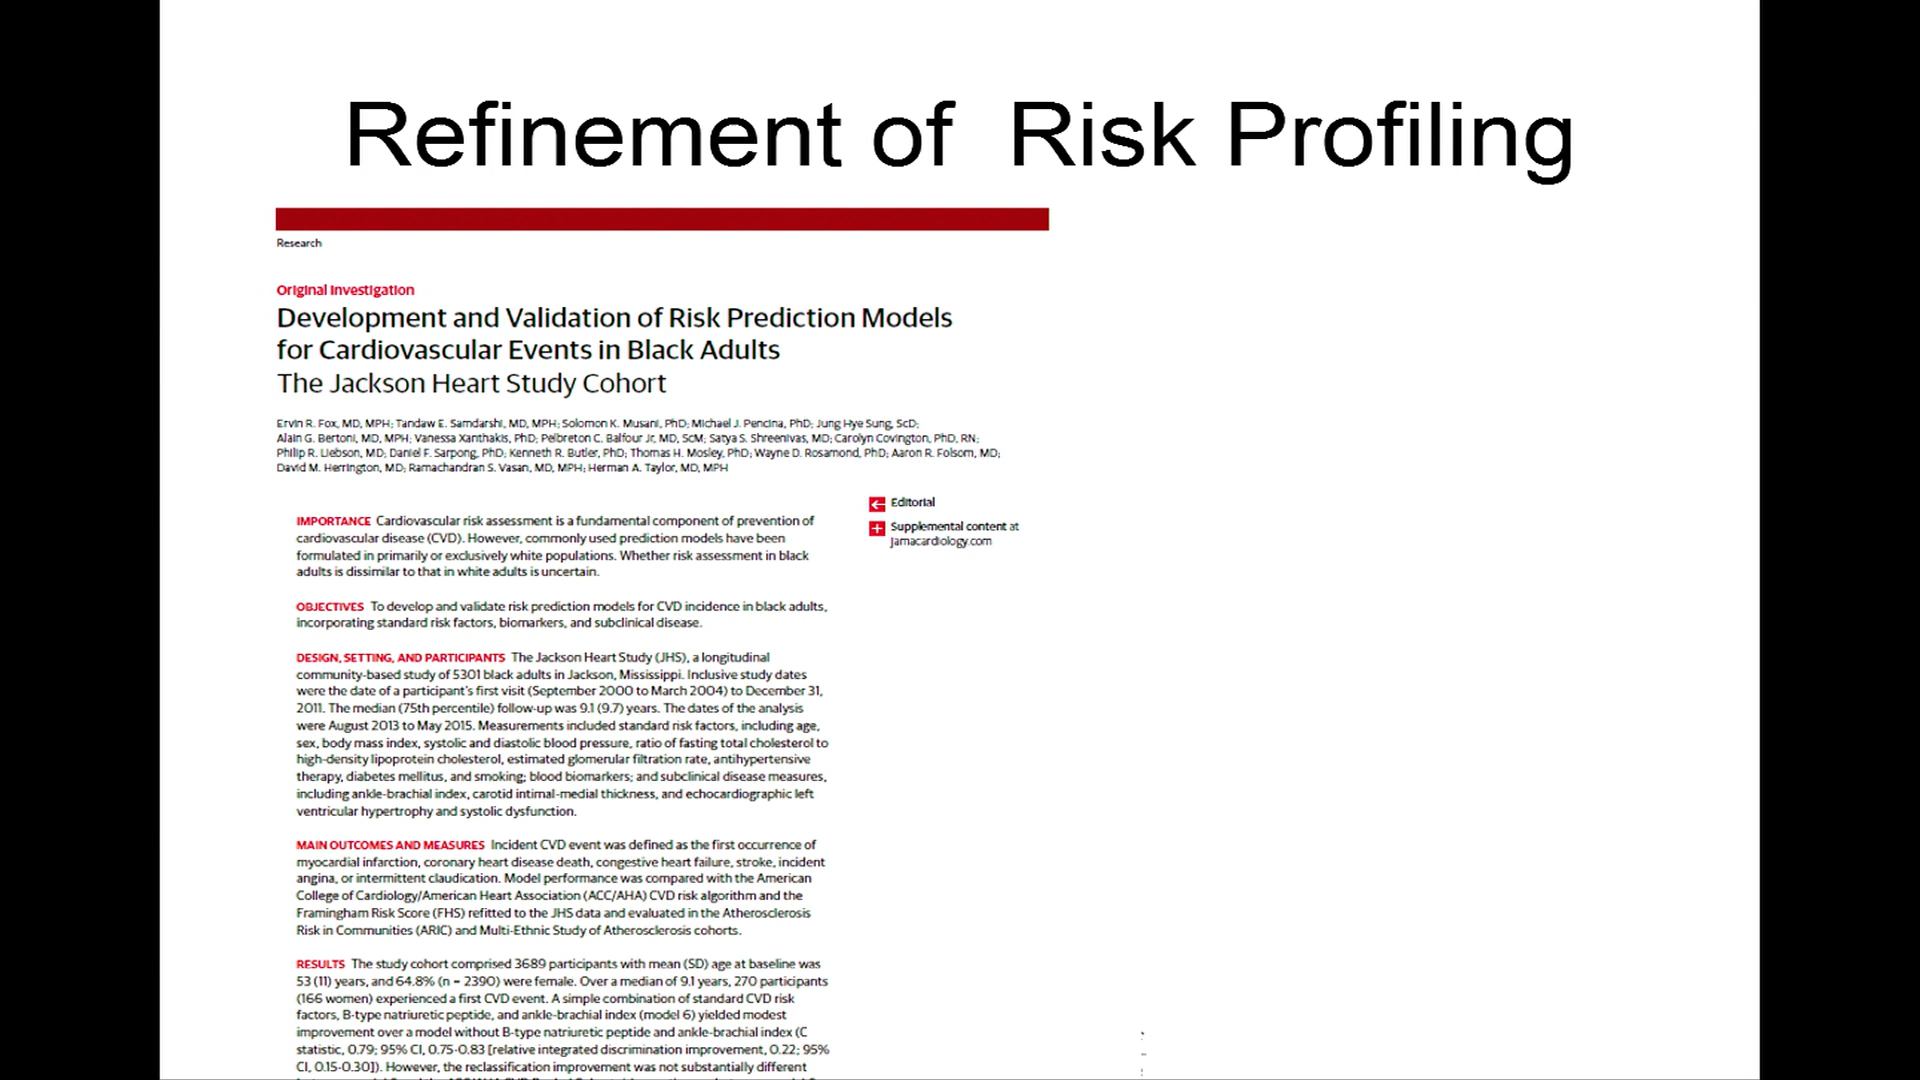 Refinement of Risk Profiling
Research
Original Investigation
Development and Validation of Risk Prediction Models
for Cardiovascular Events in Black Adults
The Jackson Heart Study Cohort
Ervin R. Fox, MD, MPH; Tandaw E. Samdarshi, MD, MPH; Solomon K. Musani, PhD; Michael J. Pencina, PhD; Jung Hye Sung, ScD;
Alain G. Bertoni, MD, MPH; Vanessa Xanthakis, PhD; Pelbreton C. Balfour Jr, MD, ScM; Satya S. Shreenivas, MD; Carolyn Covington, PhD, RN;
Philip R. Liebson, MD; Daniel F. Sarpong, PhD; Kenneth R. Butler, PhD; Thomas H. Mosley, PhD; Wayne D. Rosamond, PhD; Aaron R. Folsom, MD;
David M. Herrington, MD; Ramachandran S. Vasan, MD, MPH; Herman A. Taylor, MD, MPH
Editorial
Supplemental content at
jamacardiology.com
IMPORTANCE Cardiovascular risk assessment is a fundamental component of prevention of
cardiovascular disease (CVD). However, commonly used prediction models have been
formulated in primarily or exclusively white populations. Whether risk assessment in black
adults is dissimilar to that in white adults is uncertain.
OBJECTIVES To develop and validate risk prediction models for CVD incidence in black adults,
incorporating standard risk factors, biomarkers, and subclinical disease.
DESIGN, SETTING, AND PARTICIPANTS The Jackson Heart Study (JHS), a longitudinal
community-based study of 5301 black adults in Jackson, Mississippi. Inclusive study dates
were the date of a participant's first visit (September 2000 to March 2004) to December 31,
2011. The median (75th percentile) follow-up was 9.1 (9.7) years. The dates of the analysis
were August 2013 to May 2015. Measurements included standard risk factors, including age,
sex, body mass index, systolic and diastolic blood pressure, ratio of fasting total cholesterol to
high-density lipoprotein cholesterol, estimated glomerular filtration rate, antihypertensive
therapy, diabetes mellitus, and smoking; blood biomarkers; and subclinical disease measures,
including ankle-brachial index, carotid intimal-medial thickness, and echocardiographic left
ventricular hypertrophy and systolic dysfunction.
MAIN OUTCOMES AND MEASURES Incident CVD event was defined as the first occurrence of
myocardial infarction, coronary heart disease death, congestive heart failure, stroke, incident
angina, or intermittent claudication. Model performance was compared with the American
College of Cardiology/American Heart Association (ACC/AHA) CVD risk algorithm and the
Framingham Risk Score (FHS) refitted to the JHS data and evaluated in the Atherosclerosis
Risk in Communities (ARIC) and Multi-Ethnic Study of Atherosclerosis cohorts.
RESULTS The study cohort comprised 3689 participants with mean (SD) age at baseline was
53 (11) years, and 64.8% (n = 2390) were female. Over a median of 9.1 years, 270 participants
(166 women) experienced a first CVD event. A simple combination of standard CVD risk
factors, B-type natriuretic peptide, and ankle-brachial index (model 6) yielded modest
improvement over a model without B-type natriuretic peptide and ankle-brachial index (C
statistic, 0.79; 95% CI, 0.75-0.83 [relative integrated discrimination improvement, 0.22; 95%
CI, 0.15-0.30]). However, the reclassification improvement was not substantially different